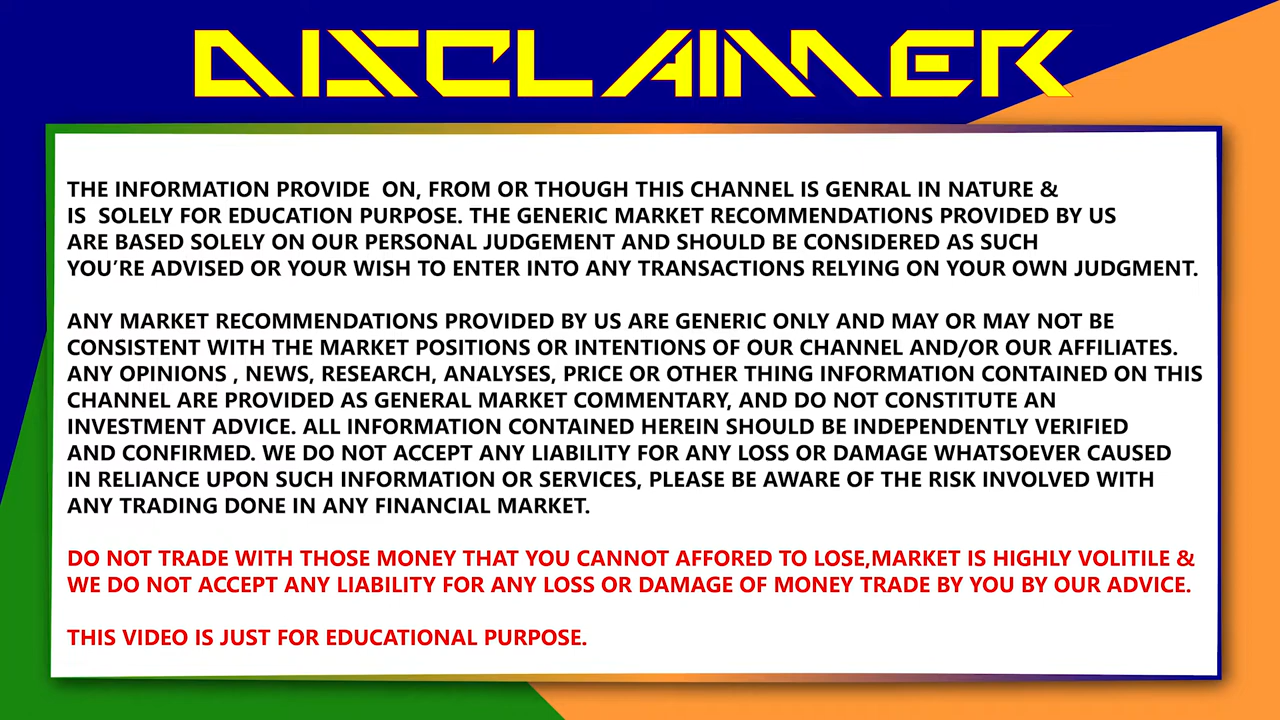 DISCLAIMER
THE INFORMATION PROVIDE  ON, FROM OR THOUGH THIS CHANNEL IS GENRAL IN NATURE &
IS  SOLELY FOR EDUCATION PURPOSE. THE GENERIC MARKET RECOMMENDATIONS PROVIDED BY US
ARE BASED SOLELY ON OUR PERSONAL JUDGEMENT AND SHOULD BE CONSIDERED AS SUCH
YOU’RE ADVISED OR YOUR WISH TO ENTER INTO ANY TRANSACTIONS RELYING ON YOUR OWN JUDGMENT.
ANY MARKET RECOMMENDATIONS PROVIDED BY US ARE GENERIC ONLY AND MAY OR MAY NOT BE
CONSISTENT WITH THE MARKET POSITIONS OR INTENTIONS OF OUR CHANNEL AND/OR OUR AFFILIATES.
ANY OPINIONS , NEWS, RESEARCH, ANALYSES, PRICE OR OTHER THING INFORMATION CONTAINED ON THIS
CHANNEL ARE PROVIDED AS GENERAL MARKET COMMENTARY, AND DO NOT CONSTITUTE AN
INVESTMENT ADVICE. ALL INFORMATION CONTAINED HEREIN SHOULD BE INDEPENDENTLY VERIFIED
AND CONFIRMED. WE DO NOT ACCEPT ANY LIABILITY FOR ANY LOSS OR DAMAGE WHATSOEVER CAUSED
IN RELIANCE UPON SUCH INFORMATION OR SERVICES, PLEASE BE AWARE OF THE RISK INVOLVED WITH
ANY TRADING DONE IN ANY FINANCIAL MARKET.
DO NOT TRADE WITH THOSE MONEY THAT YOU CANNOT AFFORED TO LOSE,MARKET IS HIGHLY VOLITILE &
WE DO NOT ACCEPT ANY LIABILITY FOR ANY LOSS OR DAMAGE OF MONEY TRADE BY YOU BY OUR ADVICE.
THIS VIDEO IS JUST FOR EDUCATIONAL PURPOSE.